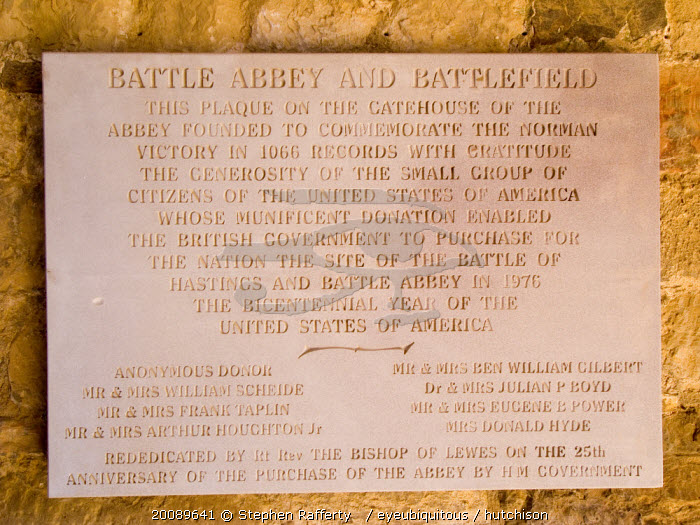 BATTLE ABBEY AND BATTLEFIELD
THIS PLAQUE ON THE GATEHOUSE OF THE
ABBEY FOUNDED TO COMMEMORATE THE NORMAN
VICTORY IN 1066 RECORDS WITH GRATITUDE
THE GENEROSITY OF THE SMALL GROUP OF
CITIZENS OF THE UNITED STATES OF AMERICA
WHOSE MUNIFICENT DONATION ENABLED
THE BRITISH GOVERNMENT TO PURCHASE FOR
THE NATION THE SITE OF THE BATTLE OF
HASTINGS AND BATTLE ABBEY IN 1976
THE BICENTENNIAL YEAR OF THE
UNITED STATES OF AMERICA
ANONYMOUS DONOR
MR & MRS WILLIAM SCHEIDE
MR & MRS FRANK TAPLIN
MR & MRS ARTHUR HOUGHTON Jr
MR & MRS BEN WILLIAM GILBERT
Dr & MRS JULIAN P BOYD
MR & MRS EUGENE B POWER
MRS DONALD HYDE
REDEDICATED BY Rt Rev THE BISHOP OF LEWES ON THE 25th
ANNIVERSARY OF THE PURCHASE OF THE ABBEY BY H M GOVERNMENT
20089641 © Stephen Rafferty / eyeubiquitous / hutchison